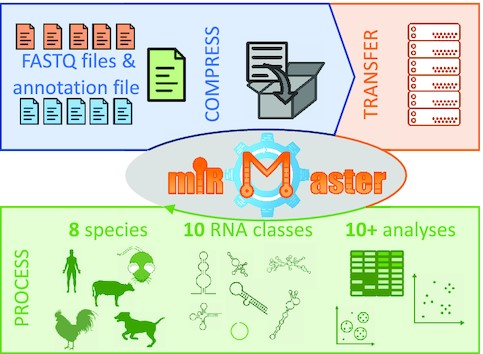 FASTQ files &
annotation file
COMPRESS
TRANSFER
miRMaster
PROCESS
8 species
10 RNA classes
10+ analyses